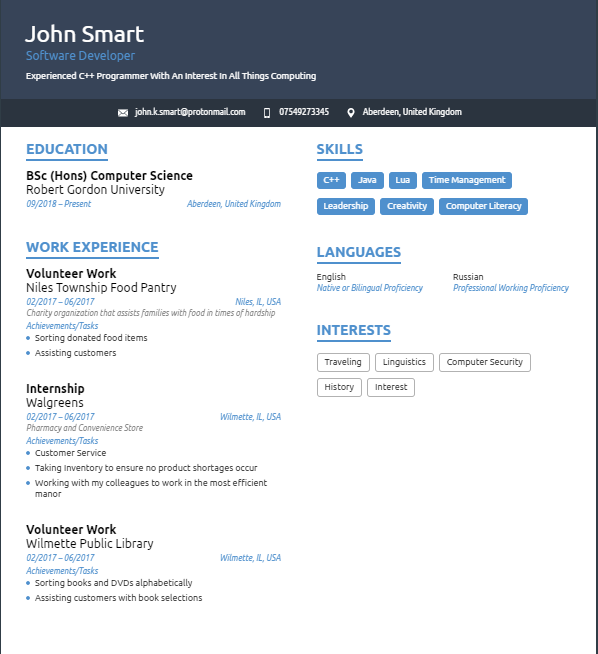 John Smart
Software Developer
Experienced C++ Programmer With An Interest In All Things Computing
john.k.smart@protonmail.com 07549273345 Aberdeen, United Kingdom
EDUCATION
BSc (Hons) Computer Science
Robert Gordon University
09/2018 – Present Aberdeen, United Kingdom
WORK EXPERIENCE
Volunteer Work
Niles Township Food Pantry
02/2017 – 06/2017 Niles, IL, USA
Charity organization that assists families with food in times of hardship
Achievements/Tasks
Sorting donated food items
Assisting customers
Internship
Walgreens
02/2017 – 06/2017 Wilmette, IL, USA
Pharmacy and Convenience Store
Achievements/Tasks
Customer Service
Taking Inventory to ensure no product shortages occur
Working with my colleagues to work in the most efficient
manor
Volunteer Work
Wilmette Public Library
02/2017 – 06/2017 Wilmette, IL, USA
Achievements/Tasks
Sorting books and DVDs alphabetically
Assisting customers with book selections
SKILLS
C++ Java Lua Time Management
Leadership Creativity Computer Literacy
LANGUAGES
English Russian
Native or Bilingual Proficiency Professional Working Proficiency
INTERESTS
Traveling Linguistics Computer Security
History Interest